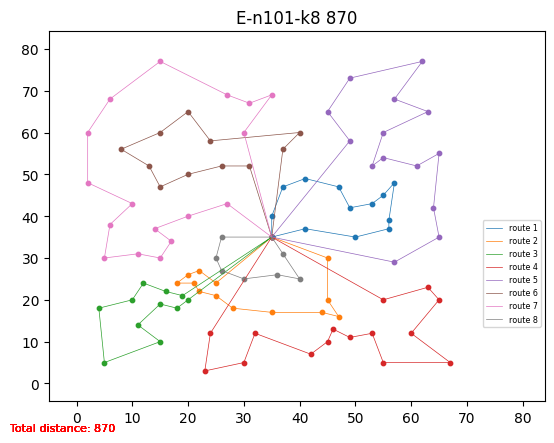 E-n101-k8 870
80
70
60
50
40
30
20
10
0
0 10 20 30 40 50 60 70 80
route 1
route 2
route 3
route 4
route 5
route 6
route 7
route 8
Total distance: 870